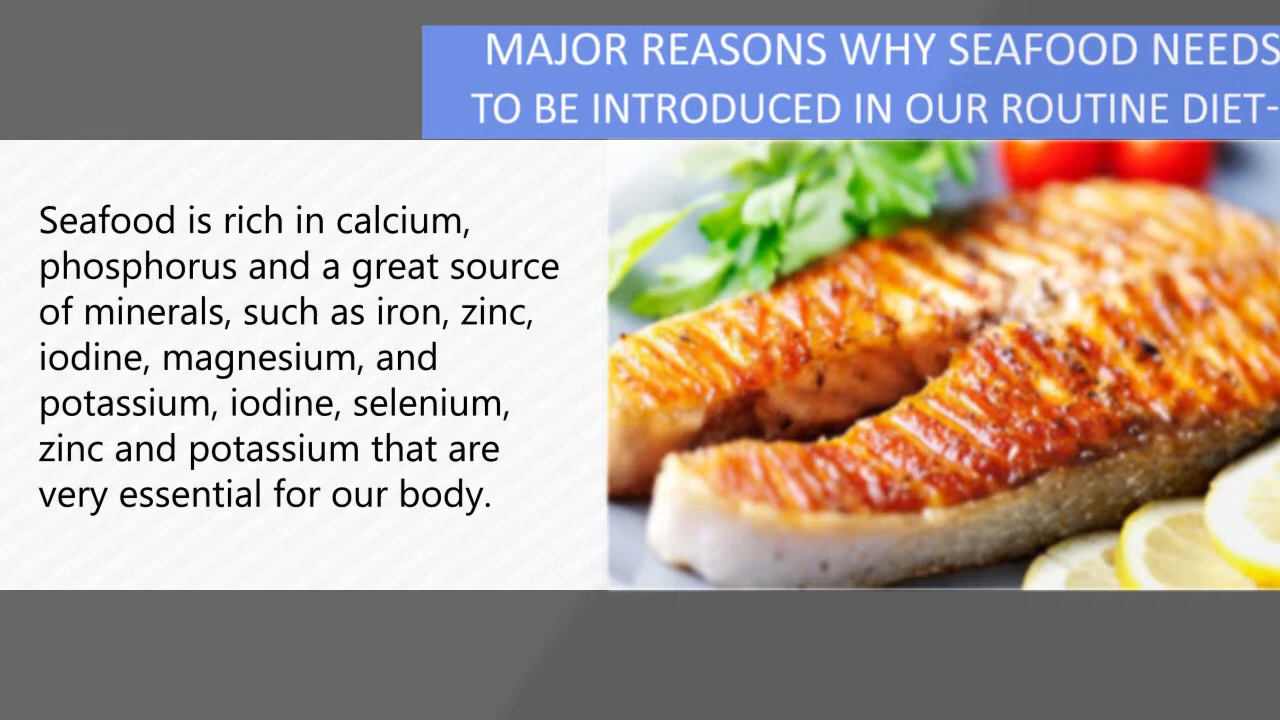 MAJOR REASONS WHY SEAFOOD NEEDS
TO BE INTRODUCED IN OUR ROUTINE DIET-
Seafood is rich in calcium,
phosphorus and a great source
of minerals, such as iron, zinc,
iodine, magnesium, and
potassium, iodine, selenium,
zinc and potassium that are
very essential for our body.